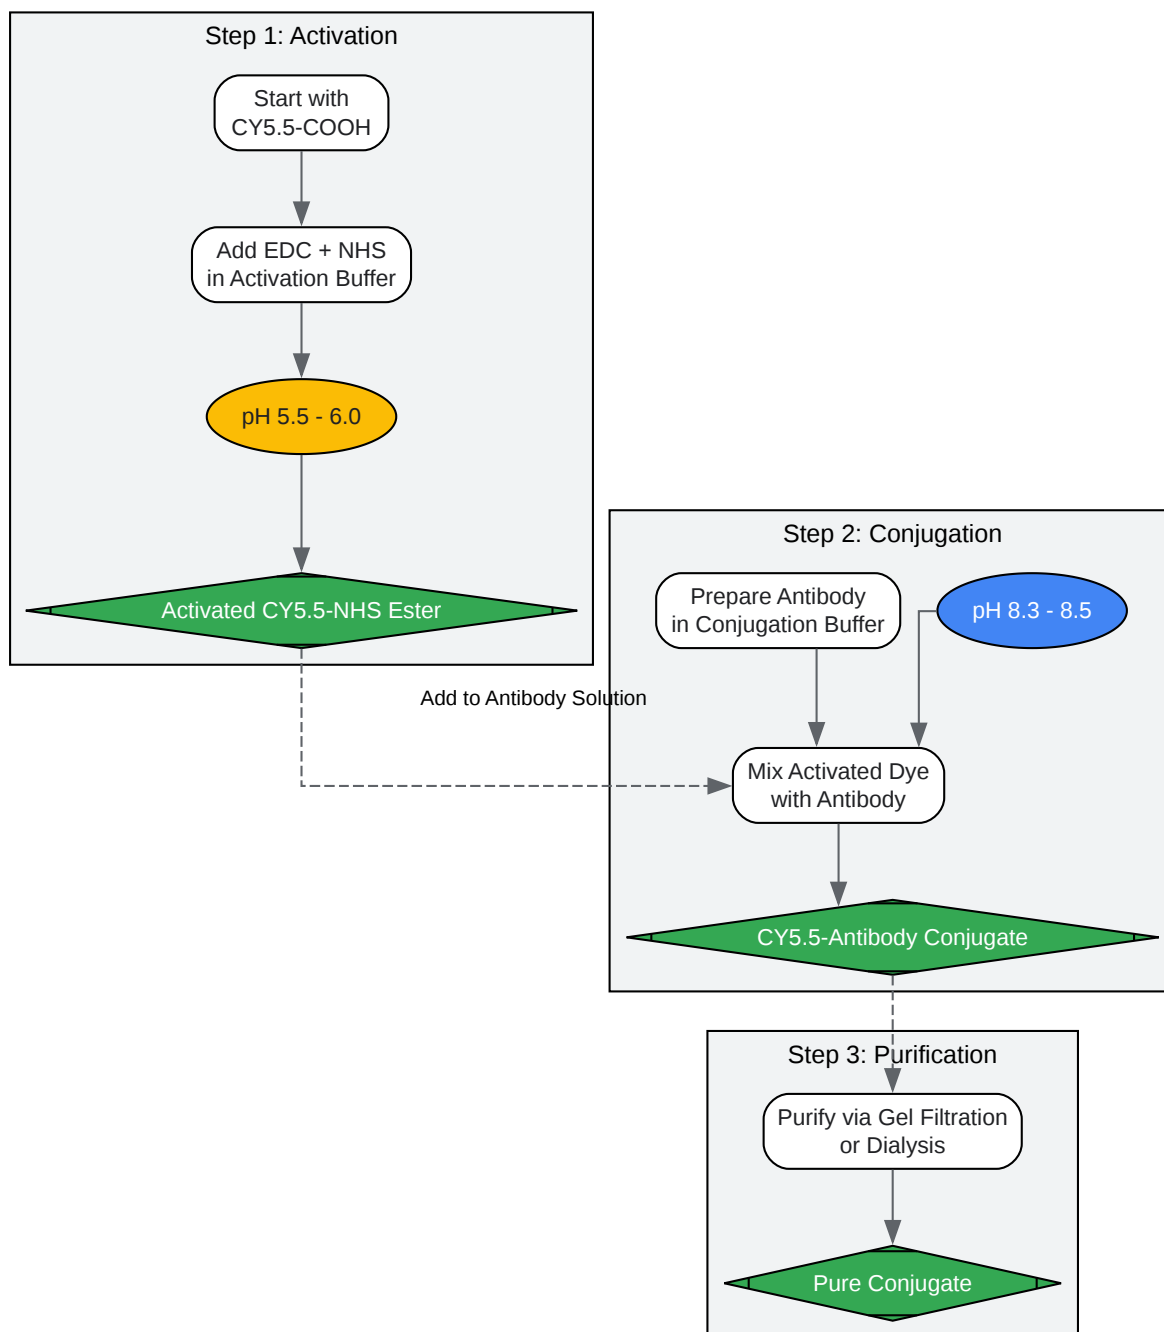 Step 1: Activation
Start with
CY5.5-COOH
Add EDC + NHS
in Activation Buffer
pH 5.5 - 6.0
Activated CY5.5-NHS Ester
Add to Antibody Solution
Step 2: Conjugation
Prepare Antibody
in Conjugation Buffer
pH 8.3 - 8.5
Mix Activated Dye
with Antibody
CY5.5-Antibody Conjugate
Step 3: Purification
Purify via Gel Filtration
or Dialysis
Pure Conjugate